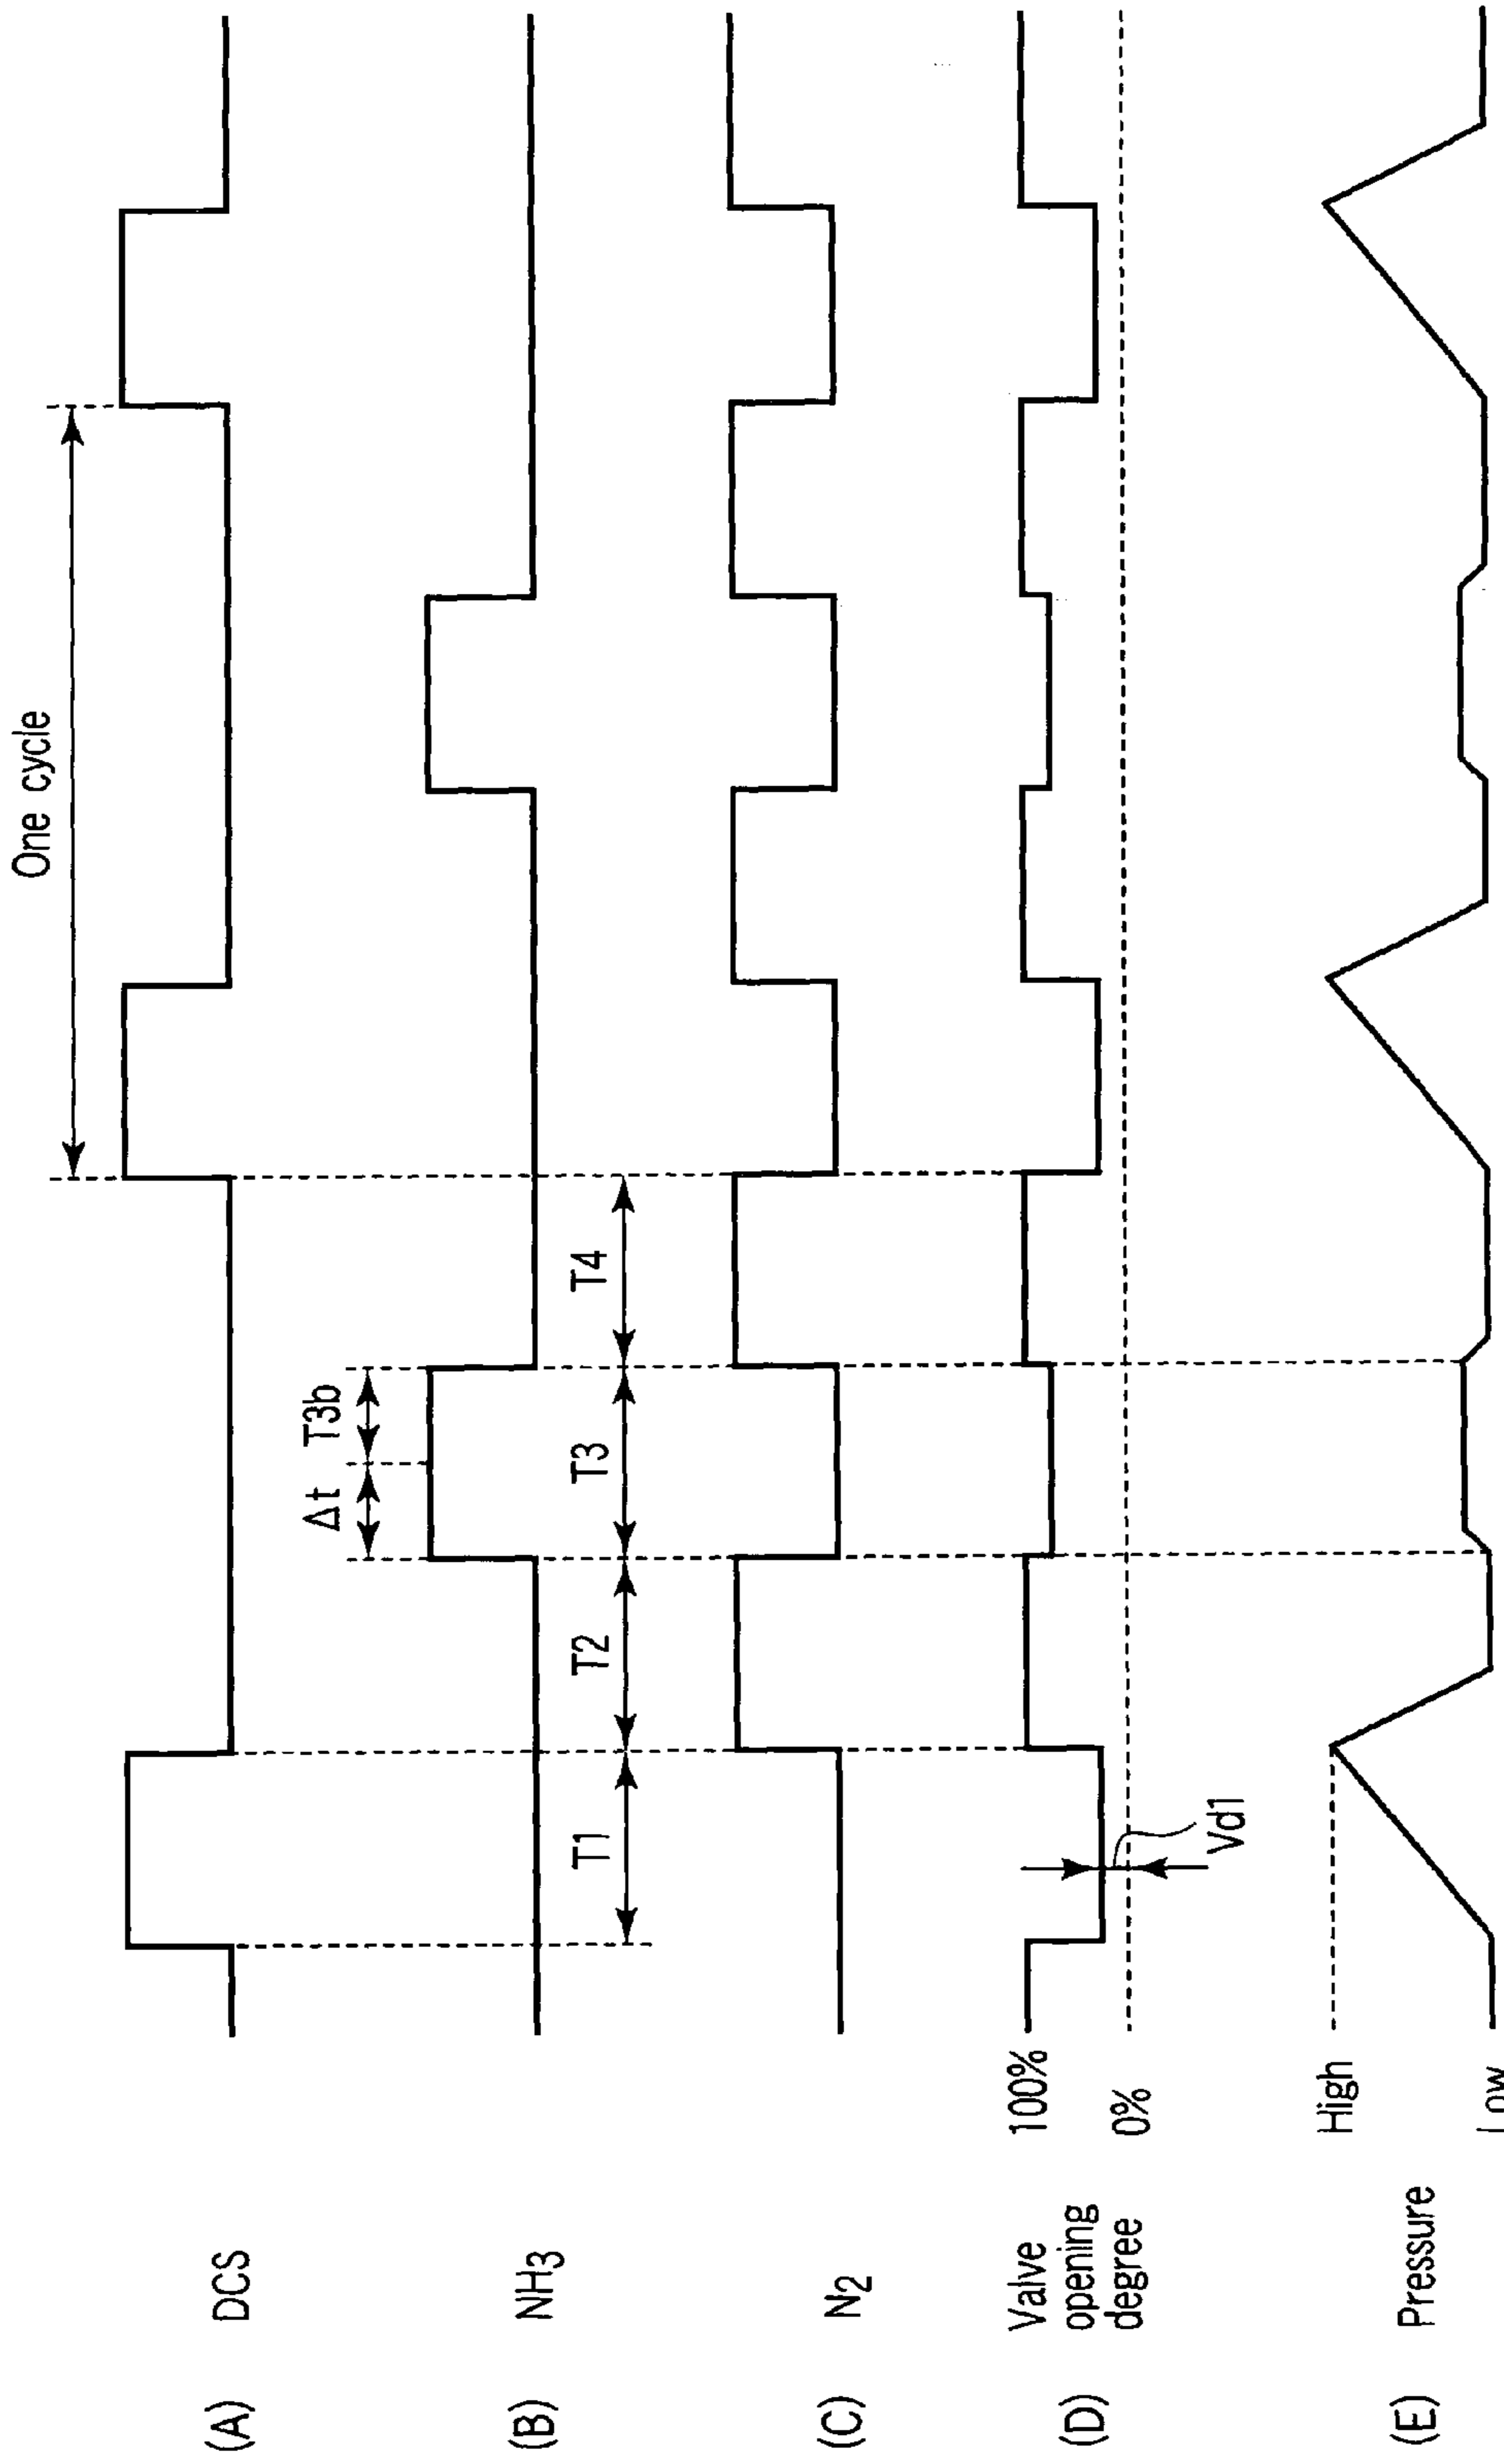 One cycle
(A) DCS
Δt T3b
(B) NH3
T1 T2 T3 T4
(C) N2
(D) Valve opening degree
100%
0%
Vd1
(E) Pressure
High
Low